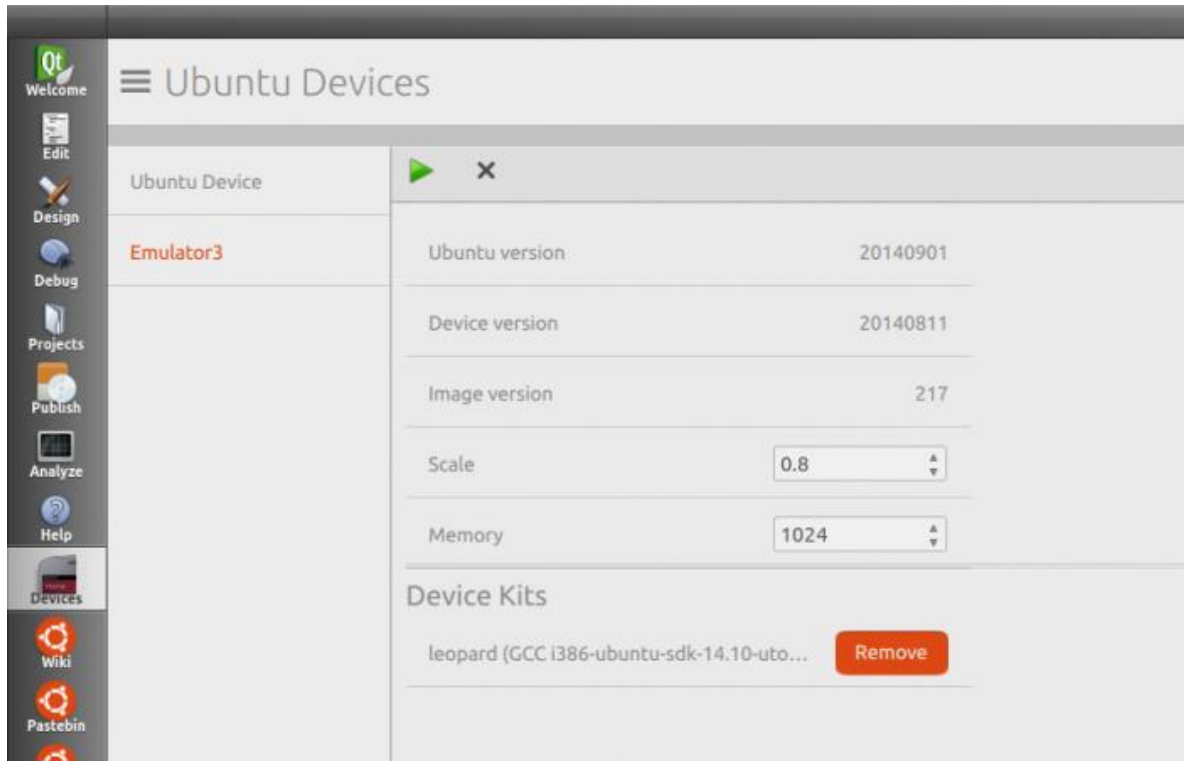 Qt
Welcome
Edit
Design
Debug
Projects
Publish
Analyze
Help
Devices
Wiki
Pastebin
Ubuntu Devices
Ubuntu Device
Emulator3
Ubuntu version 20140901
Device version 20140811
Image version 217
Scale 0.8
Memory 1024
Device Kits
leopard (GCC i386-ubuntu-sdk-14.10-uto... Remove